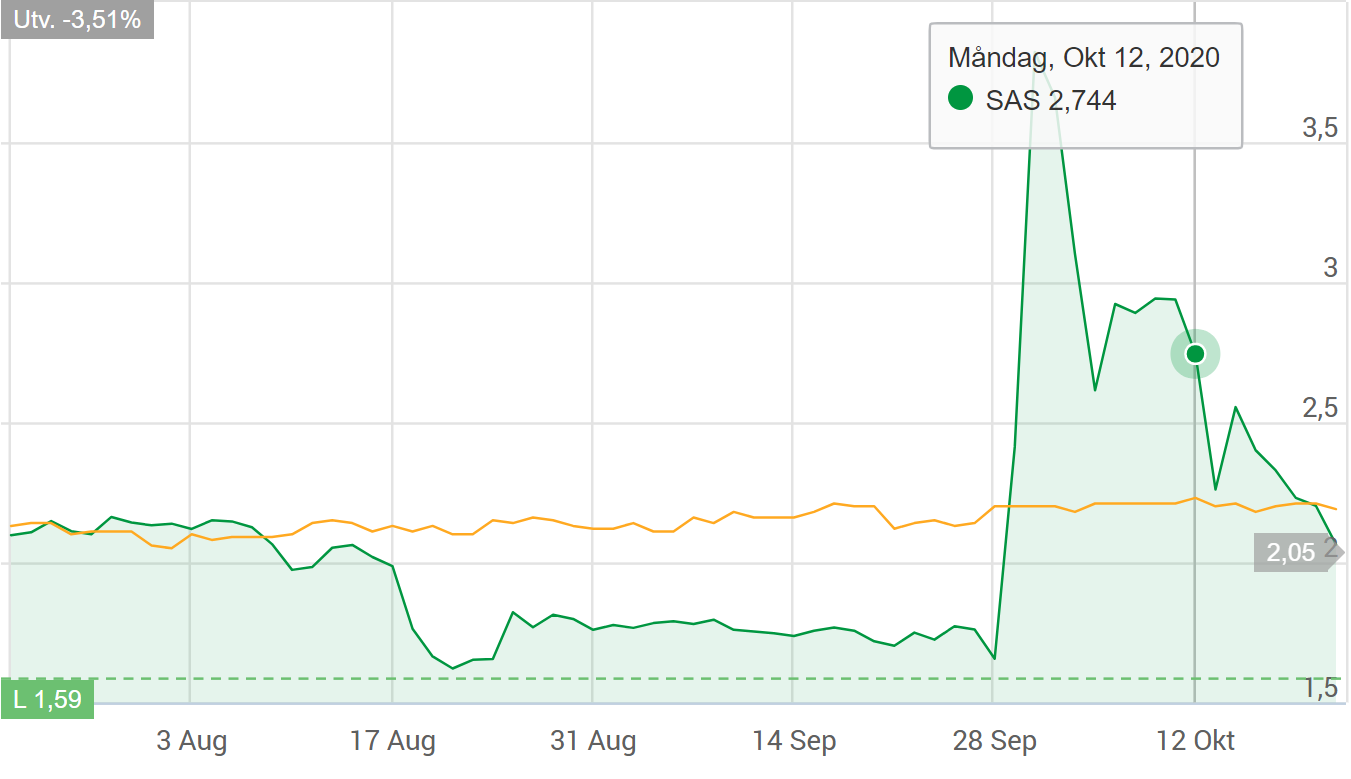 Utv. -3,51%
Måndag, Okt 12, 2020
SAS 2,744
3,5
3
2,5
2,05
2
L 1,59
1,5
3 Aug
17 Aug
31 Aug
14 Sep
28 Sep
12 Okt